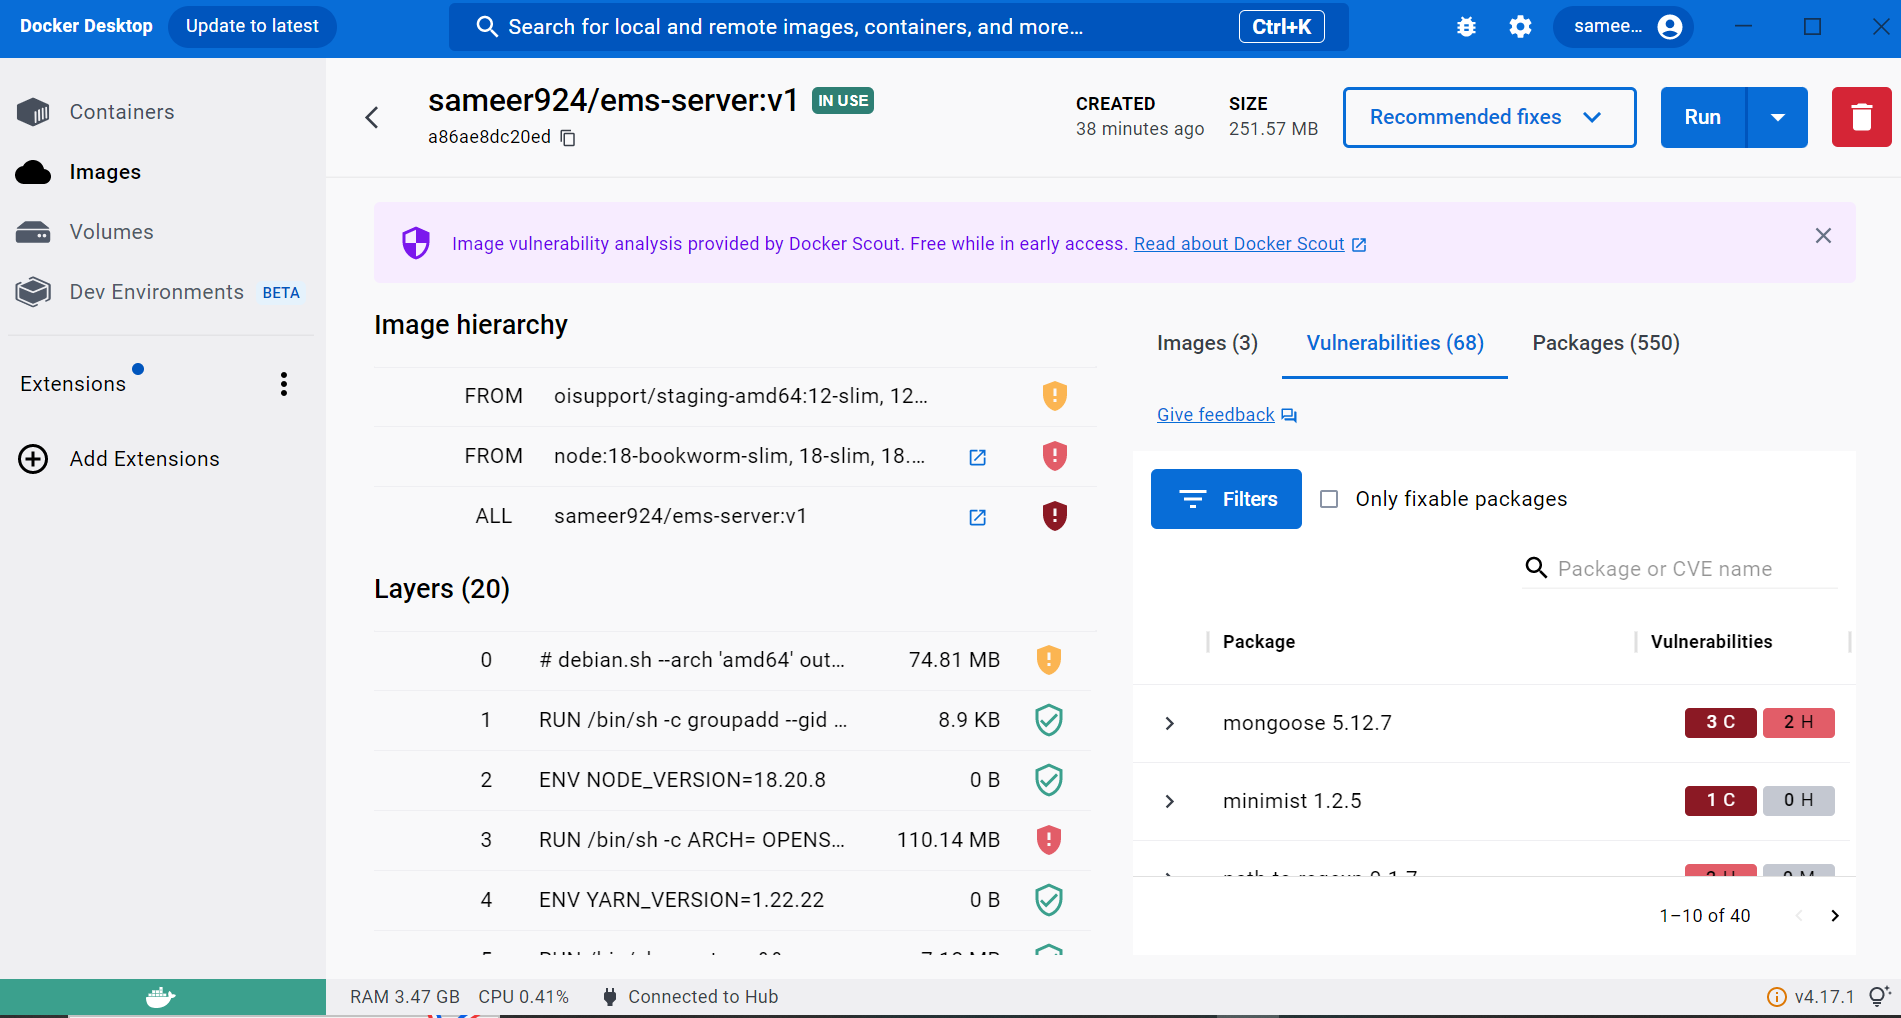 Docker Desktop
Update to latest
Search for local and remote images, containers, and more...
Ctrl+K
samee...
Containers
Images
Volumes
Dev Environments BETA
Extensions
Add Extensions
sameer924/ems-server:v1 IN USE
a86ae8dc20ed
CREATED
38 minutes ago
SIZE
251.57 MB
Recommended fixes
Run
Image vulnerability analysis provided by Docker Scout. Free while in early access. Read about Docker Scout
Image hierarchy
FROM oisupport/staging-amd64:12-slim, 12...
FROM node:18-bookworm-slim, 18-slim, 18....
ALL sameer924/ems-server:v1
Layers (20)
0 # debian.sh --arch 'amd64' out... 74.81 MB
1 RUN /bin/sh -c groupadd --gid ... 8.9 KB
2 ENV NODE_VERSION=18.20.8 0 B
3 RUN /bin/sh -c ARCH= OPENS... 110.14 MB
4 ENV YARN_VERSION=1.22.22 0 B
Images (3)
Vulnerabilities (68)
Packages (550)
Give feedback
Filters
Only fixable packages
Package or CVE name
Package Vulnerabilities
mongoose 5.12.7 3 C 2 H
minimist 1.2.5 1 C 0 H
1–10 of 40
RAM 3.47 GB CPU 0.41% Connected to Hub
v4.17.1